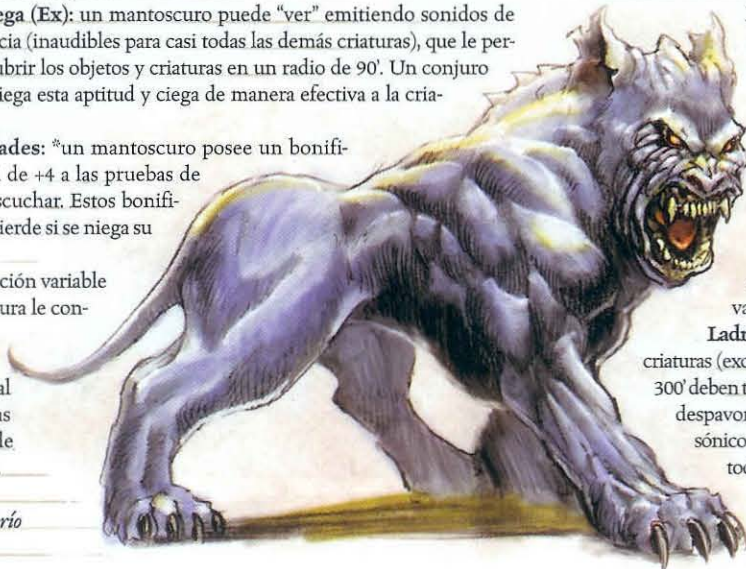 ega (Ex): un mantoscuro puede “ver” emitiendo sonidos de
cia (inaudibles para casi todas las demás criaturas), que le per-
ubrir los objetos y criaturas en un radio de 90'. Un conjuro
iega esta aptitud y ciega de manera efectiva a la cria-
ades: *un mantoscuro posee un bonifi-
de +4 a las pruebas de
scuchar. Estos bonifi-
ierde si se niega su
ción variable
ura le con-
al
as
de
río
va
Ladr
criaturas (exc
300' deben t
despavor
sónico
to